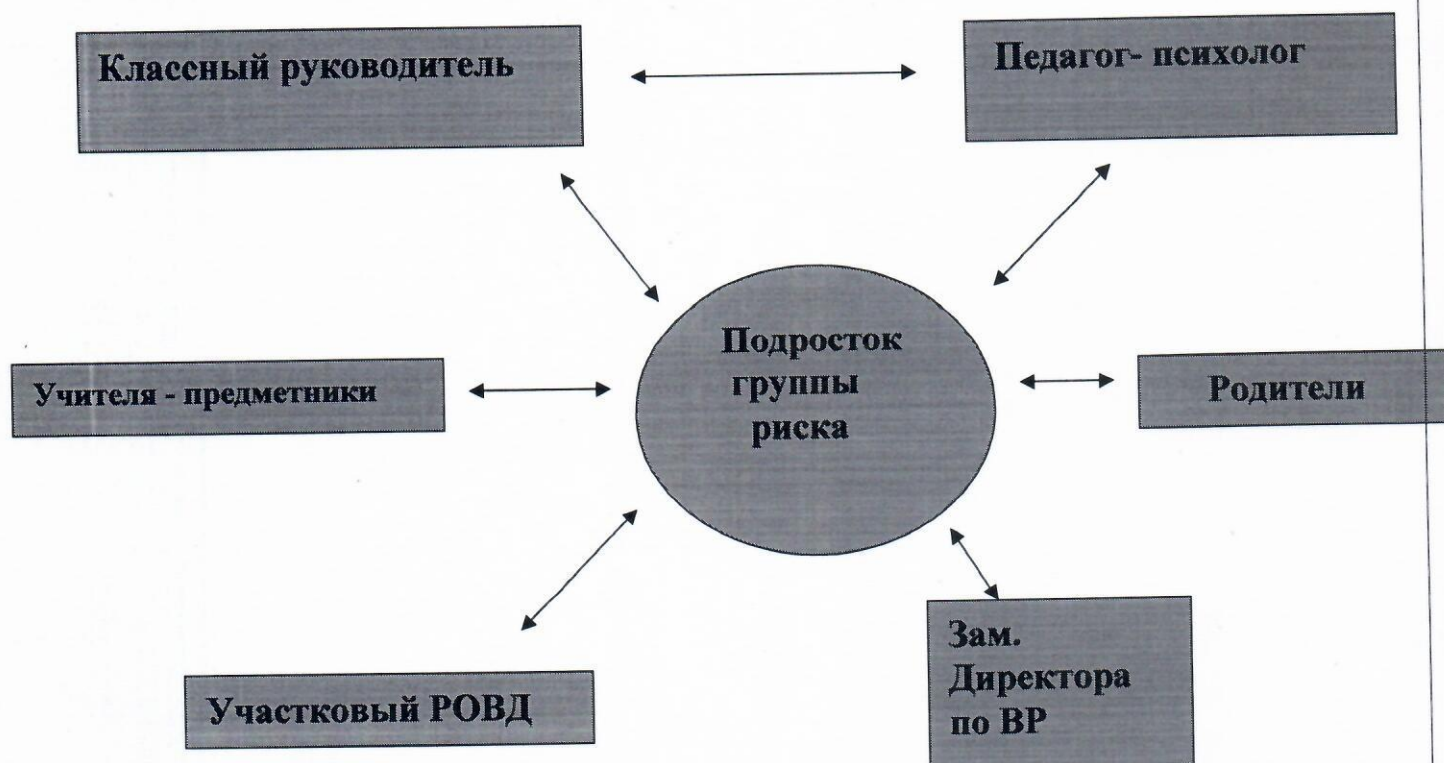 Классный руководитель
Педагог- психолог
Подросток
группы
риска
Учителя - предметники
Родители
Участковый РОВД
Зам.
Директора
по ВР